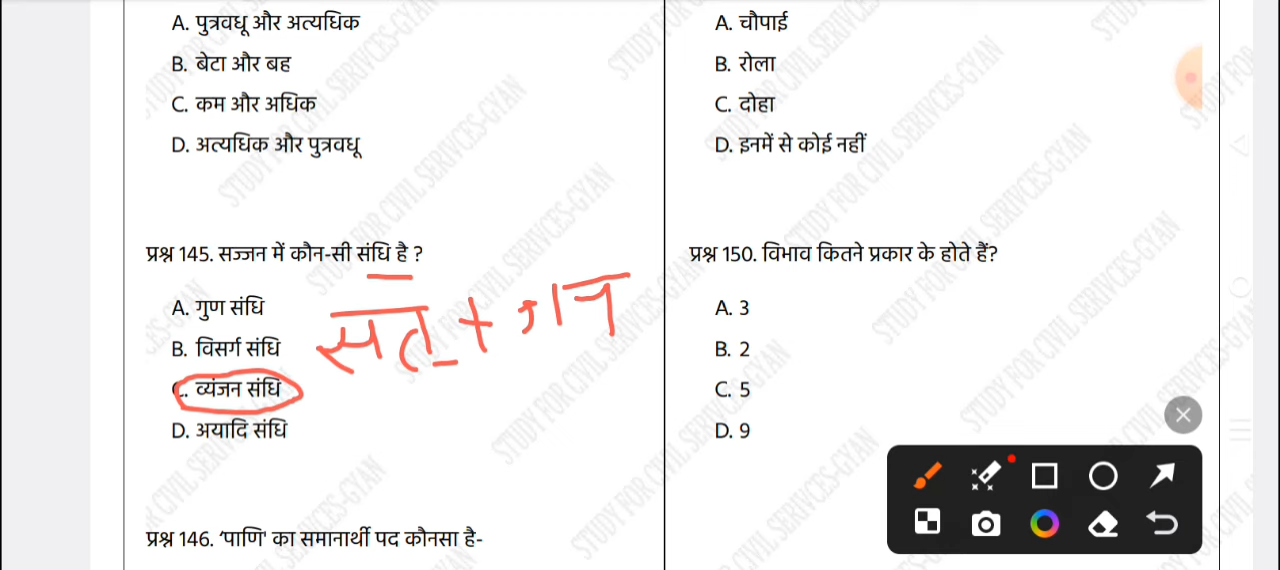 A. पुत्रवधू और अत्यधिक
B. बेटा और बह
C. कम और अधिक
D. अत्यधिक और पुत्रवधू
प्रश्न 145. सज्जन में कौन-सी संधि है ?
A. गुण संधि
B. विसर्ग संधि
C. व्यंजन संधि
D. अयादि संधि
सत् + जन
प्रश्न 146. ‘पाणि' का समानार्थी पद कौनसा है-
A. चौपाई
B. रोला
C. दोहा
D. इनमें से कोई नहीं
प्रश्न 150. विभाव कितने प्रकार के होते हैं?
A. 3
B. 2
C. 5
D. 9
STUDY FOR CIVIL SERIVCES-GYAN